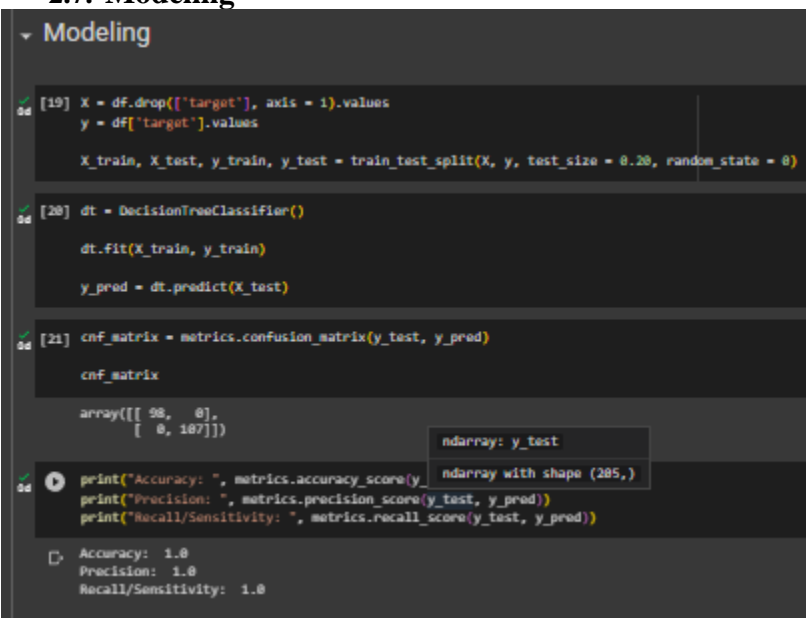 2.7. Modeling
Modeling
[19] X = df.drop(['target'], axis = 1).values
y = df['target'].values
X_train, X_test, y_train, y_test = train_test_split(X, y, test_size = 0.20, random_state = 0)
[20] dt = DecisionTreeClassifier()
dt.fit(X_train, y_train)
y_pred = dt.predict(X_test)
[21] cnf_matrix = metrics.confusion_matrix(y_test, y_pred)
cnf_matrix
array([[ 98, 0],
[ 0, 107]])
ndarray: y_test
ndarray with shape (205,)
print("Accuracy: ", metrics.accuracy_score(y_
print("Precision: ", metrics.precision_score(y_test, y_pred))
print("Recall/Sensitivity: ", metrics.recall_score(y_test, y_pred))
Accuracy: 1.0
Precision: 1.0
Recall/Sensitivity: 1.0